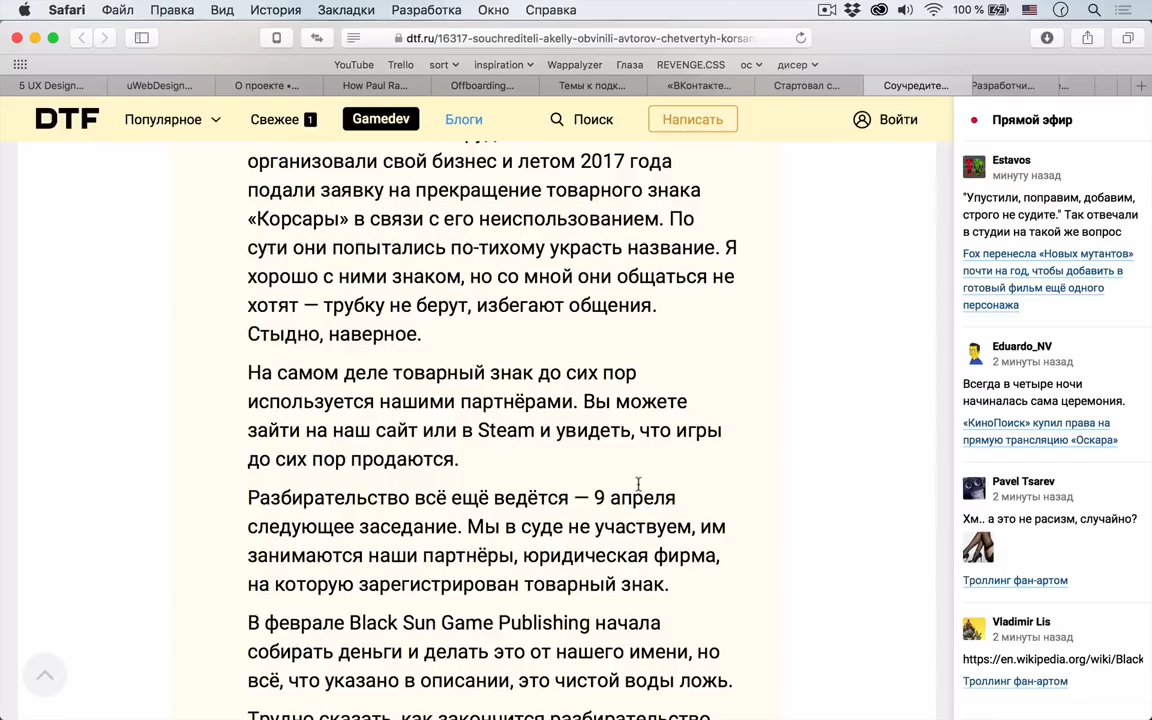 Safari Файл Правка Вид История Закладки Разработка Окно Справка 100 %
dtf.ru/16317-souchrediteli-akelly-obvinili-avtorov-chetvertyh-korsar
YouTube Trello sort inspiration Wappalyzer Глаза REVENGE.CSS ос дисер
5 UX Design... uWebDesign... О проекте •... How Paul Ra... Offboarding... Темы к подк... «ВКонтакте... Стартовал с... Соучредите... Разработчи...
DTF Популярное Свежее 1 Gamedev Блоги Поиск Написать Войти
организовали свой бизнес и летом 2017 года
подали заявку на прекращение товарного знака
«Корсары» в связи с его неиспользованием. По
сути они попытались по-тихому украсть название. Я
хорошо с ними знаком, но со мной они общаться не
хотят — трубку не берут, избегают общения.
Стыдно, наверное.
На самом деле товарный знак до сих пор
используется нашими партнёрами. Вы можете
зайти на наш сайт или в Steam и увидеть, что игры
до сих пор продаются.
Разбирательство всё ещё ведётся — 9 апреля
следующее заседание. Мы в суде не участвуем, им
занимаются наши партнёры, юридическая фирма,
на которую зарегистрирован товарный знак.
В феврале Black Sun Game Publishing начала
собирать деньги и делать это от нашего имени, но
всё, что указано в описании, это чистой воды ложь.
Трудно сказать, как закончится разбирательство
Прямой эфир
Estavos
минуту назад
"Упустили, поправим, добавим,
строго не судите." Так отвечали
в студии на такой же вопрос
Fox перенесла «Новых мутантов»
почти на год, чтобы добавить в
готовый фильм ещё одного
персонажа
Eduardo_NV
2 минуты назад
Всегда в четыре ночи
начиналась сама церемония.
«КиноПоиск» купил права на
прямую трансляцию «Оскара»
Pavel Tsarev
2 минуты назад
Хм.. а это не расизм, случайно?
Троллинг фан-артом
Vladimir Lis
2 минуты назад
https://en.wikipedia.org/wiki/Black
Троллинг фан-артом